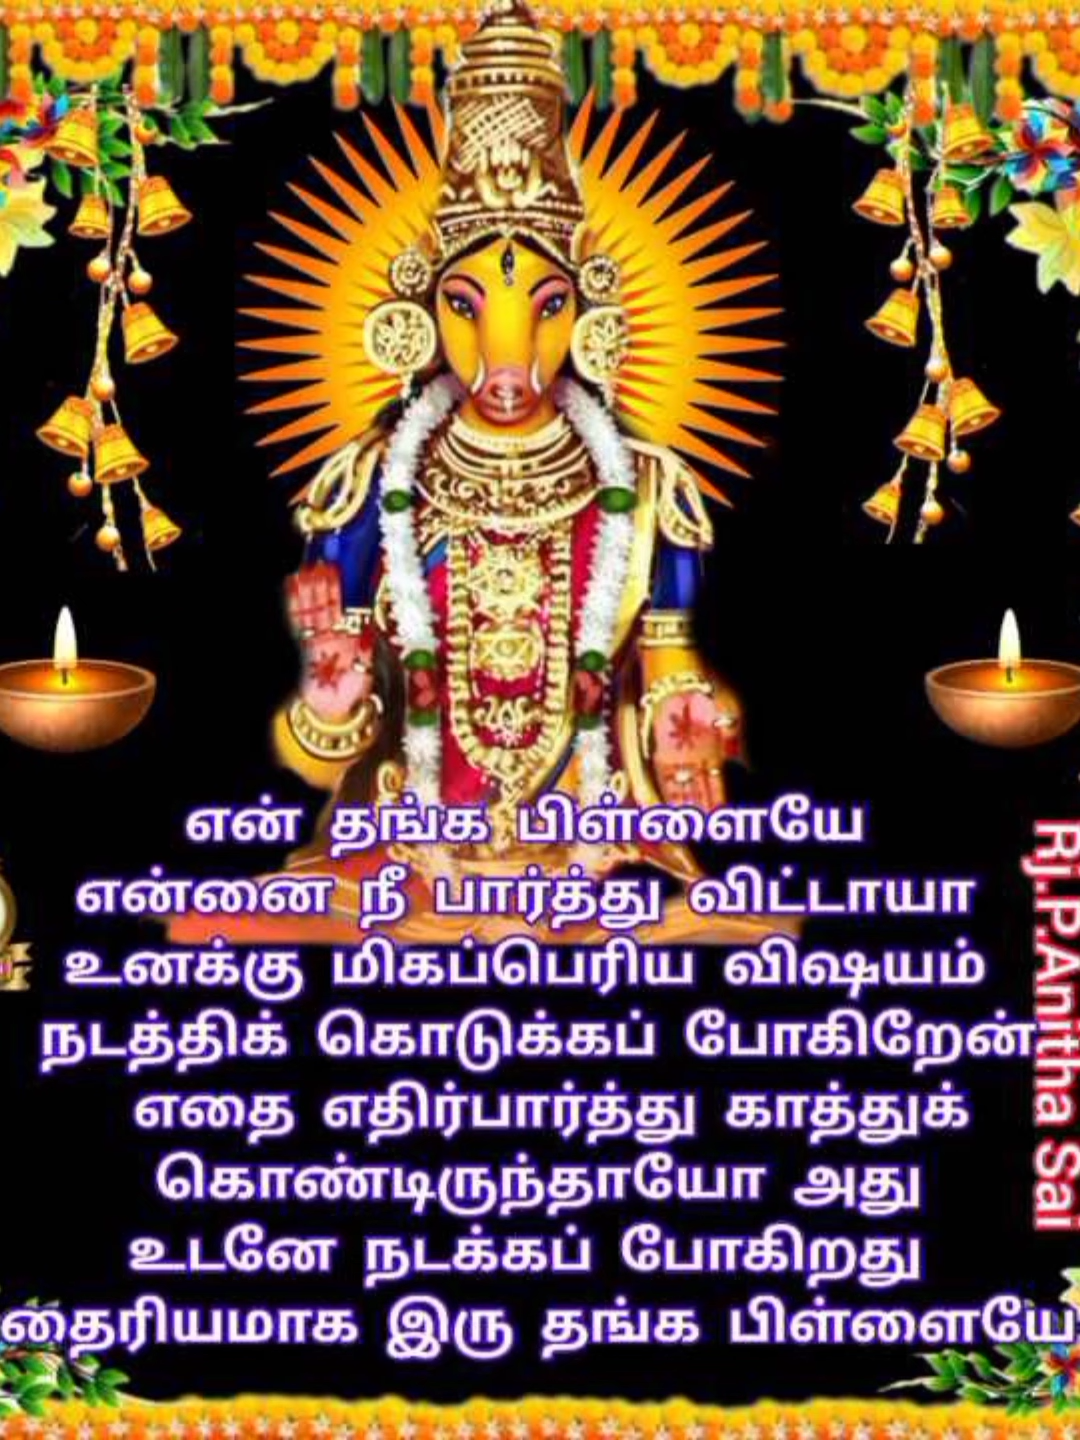 என் தங்க பிள்ளையே
என்னை நீ பார்த்து விட்டாயா
உனக்கு மிகப்பெரிய விஷயம்
நடத்திக் கொடுக்கப் போகிறேன்
எதை எதிர்பார்த்து காத்துக்
கொண்டிருந்தாயோ அது
உடனே நடக்கப் போகிறது
தைரியமாக இரு தங்க பிள்ளையே
Rj.P.Anitha Sai